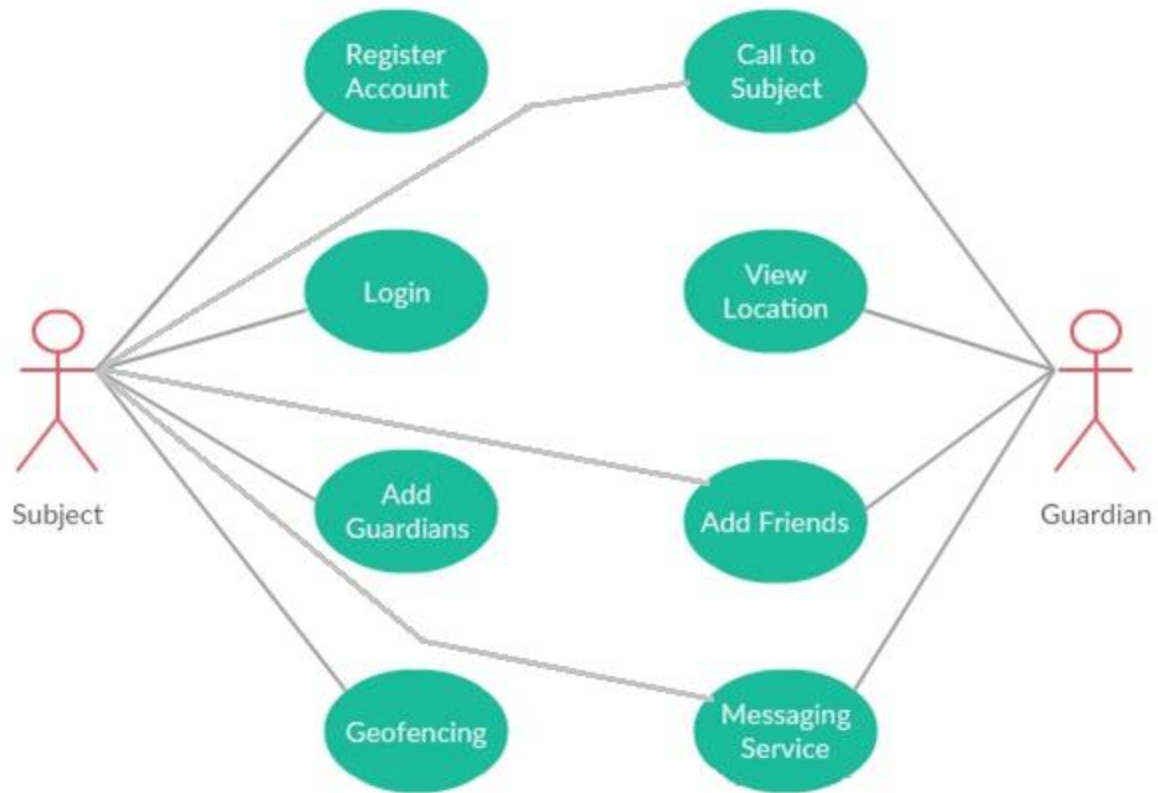 Register
Account
Call to
Subject
Login
View
Location
Subject
Guardian
Add
Guardians
Add Friends
Geofencing
Messaging
Service